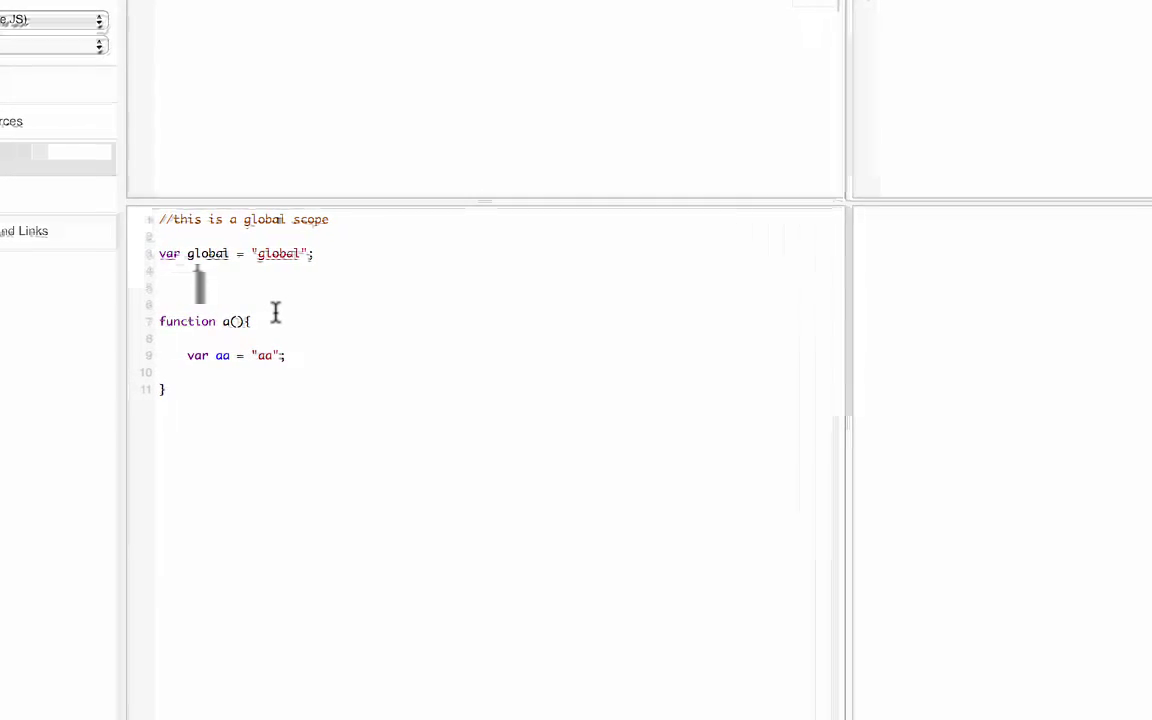 e JS)
rces
nd Links
1 //this is a global scope
2
3 var global = "global";
4
5
6
7 function a(){
8
9 var aa = "aa";
10
11 }